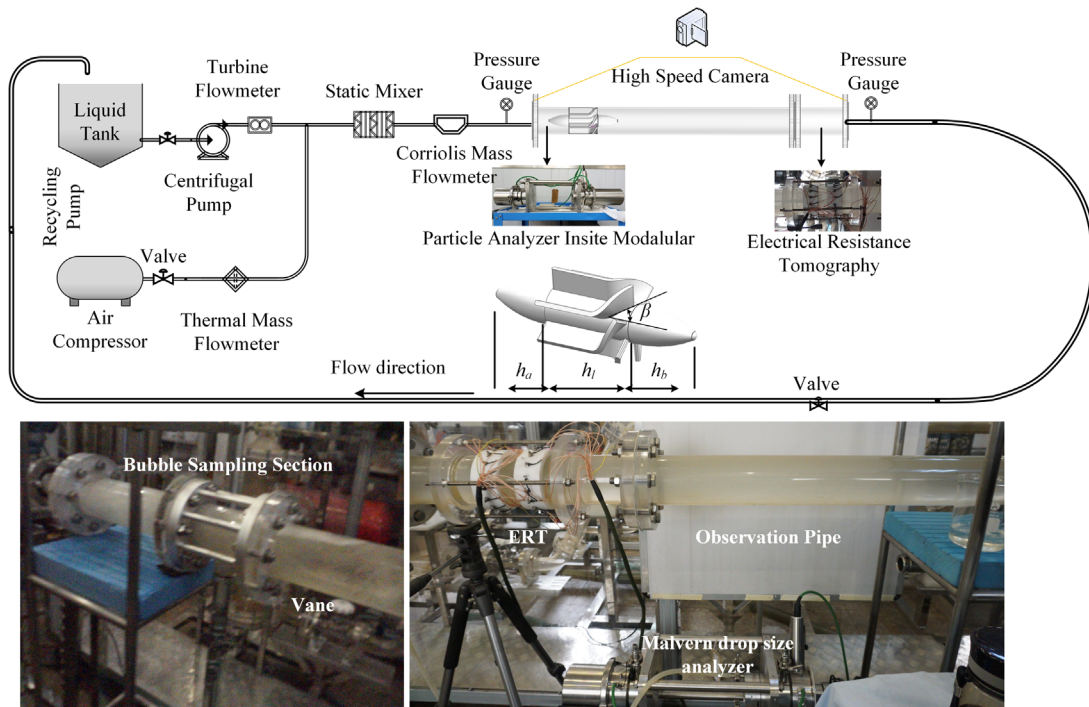 Liquid
Tank
Recycling
Pump
Turbine
Flowmeter
Centrifugal
Pump
Static Mixer
Corriolis Mass
Flowmeter
Pressure
Gauge
High Speed Camera
Pressure
Gauge
Particle Analyzer Insite Modalular
Electrical Resistance
Tomography
Valve
Air
Compressor
Thermal Mass
Flowmeter
β
hₐ
hₗ
h_b
Flow direction
Valve
Bubble Sampling Section
Vane
ERT
Observation Pipe
Malvern drop size
analyzer